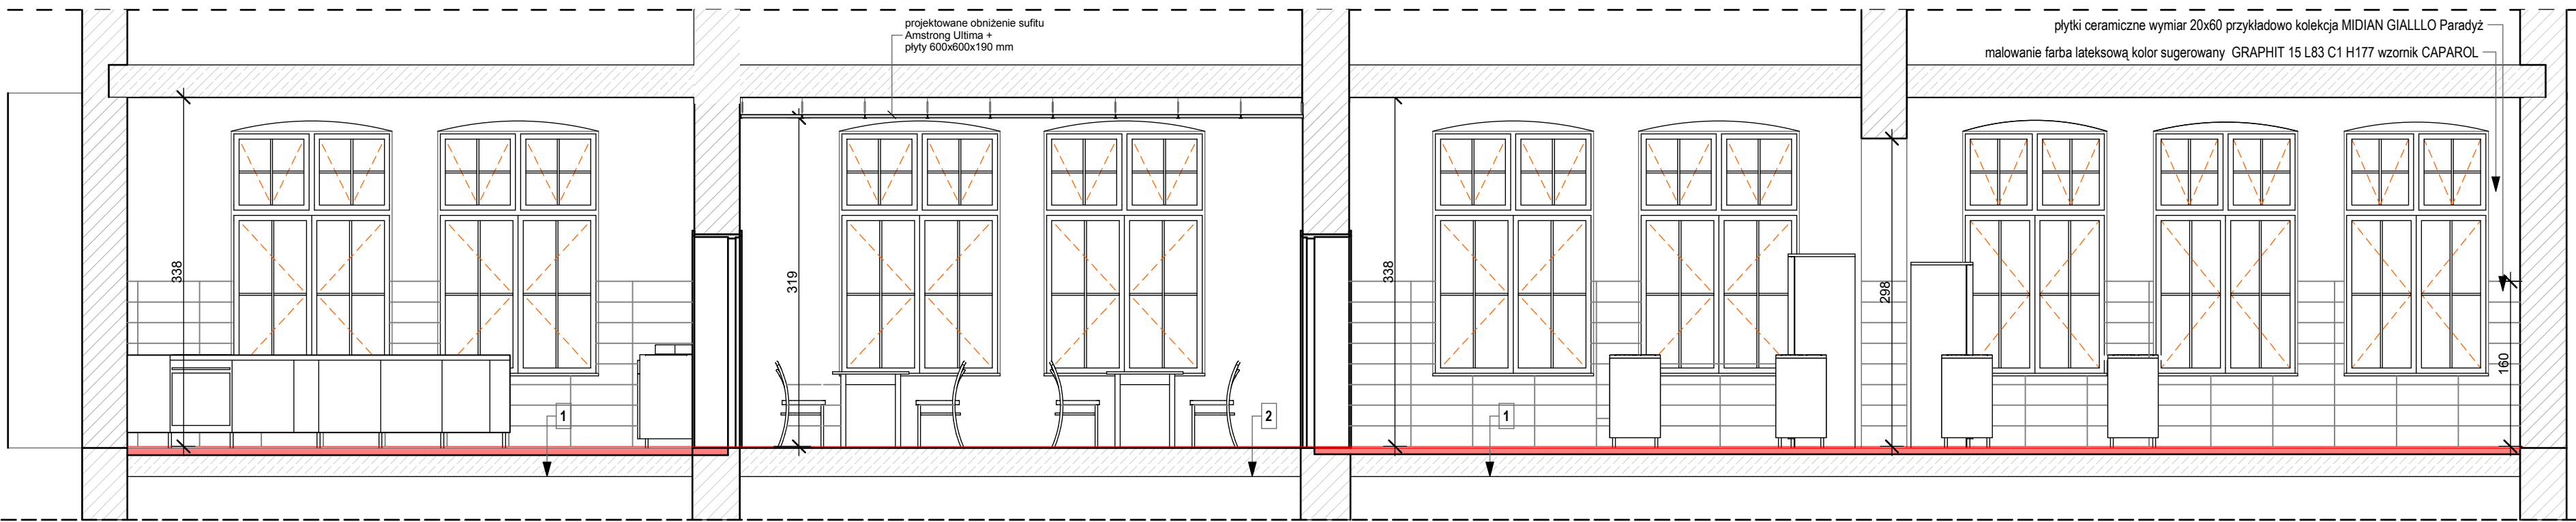 projektowane obniżenie sufitu
Amstrong Ultima +
płyty 600x600x190 mm
płytki ceramiczne wymiar 20x60 przykładowo kolekcja MIDIAN GIALLLO Paradyż
malowanie farba lateksową kolor sugerowany GRAPHIT 15 L83 C1 H177 wzornik CAPAROL
338
319
338
298
160
1
2
1